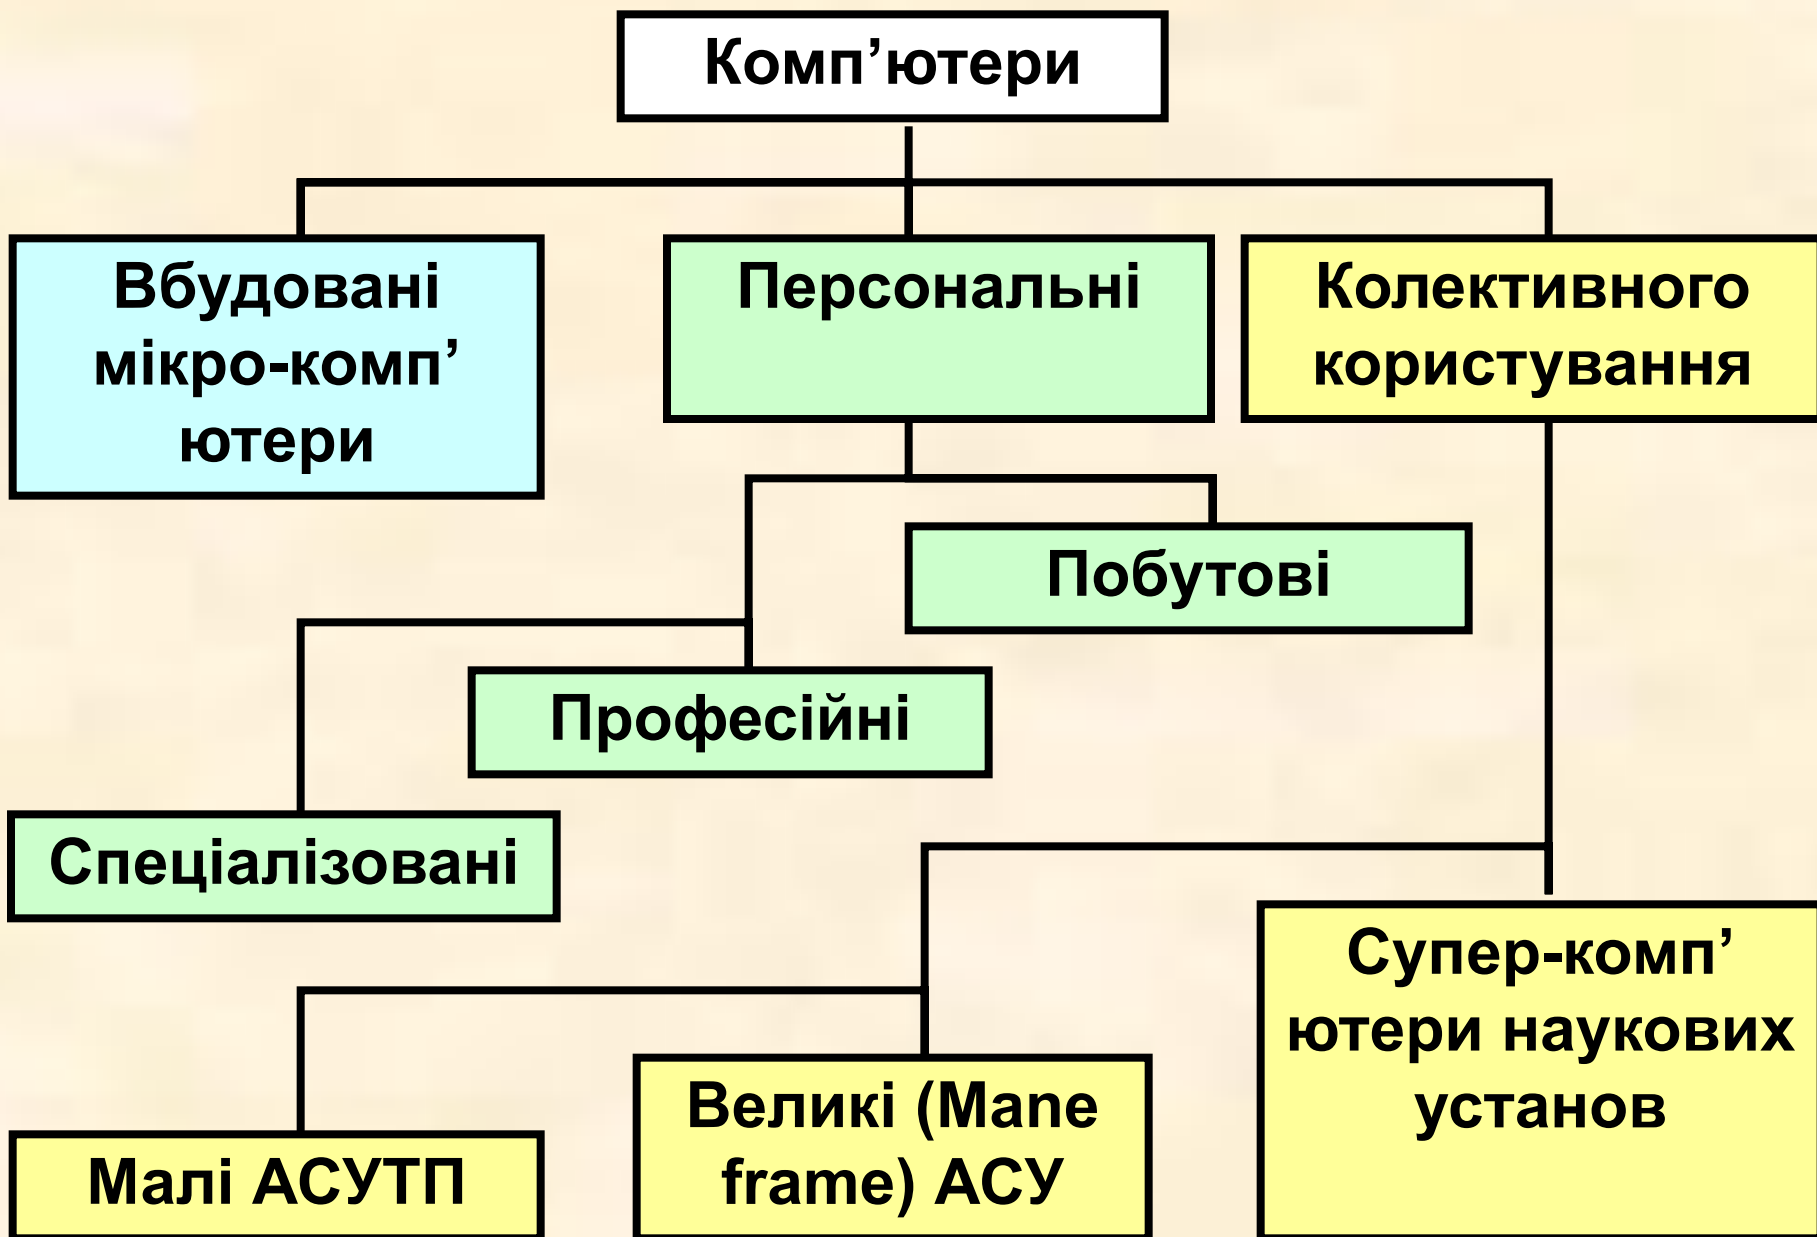 Комп’ютери
Вбудовані
мікро-комп’
ютери
Персональні
Колективного
користування
Побутові
Професійні
Спеціалізовані
Супер-комп’
ютери наукових
установ
Великі (Mane
frame) АСУ
Малі АСУТП